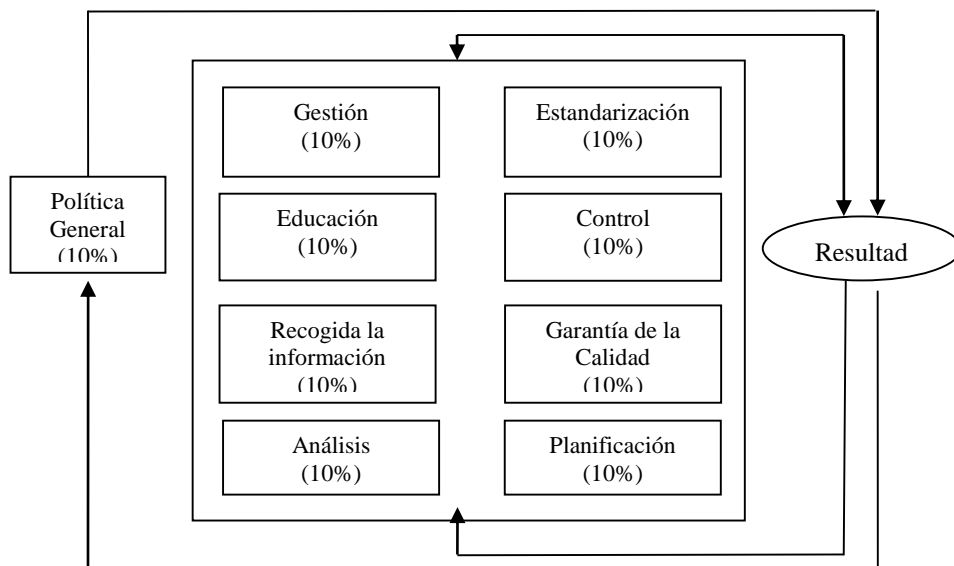 Gestión
(10%)
Estandarización
(10%)
Política
General
(10%)
Educación
(10%)
Control
(10%)
Resultad
Recogida la
información
(10%)
Garantía de la
Calidad
(10%)
Análisis
(10%)
Planificación
(10%)